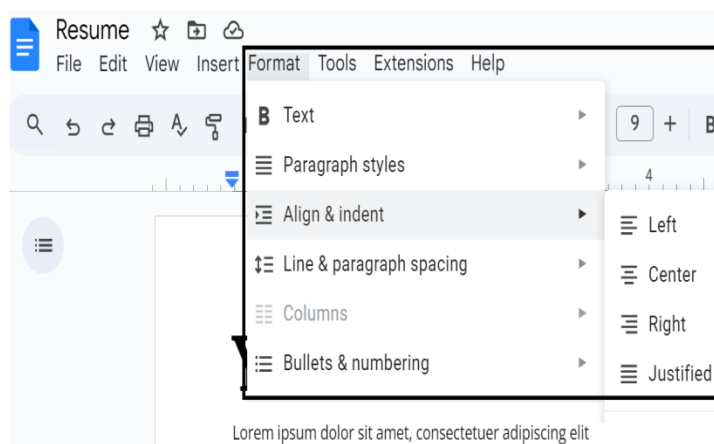 Resume
File Edit View Insert Format Tools Extensions Help
9 + B
4
B Text
Paragraph styles
Align & indent
Left
Line & paragraph spacing
Center
Columns
Right
Bullets & numbering
Justified
Y
Lorem ipsum dolor sit amet, consectetuer adipiscing elit